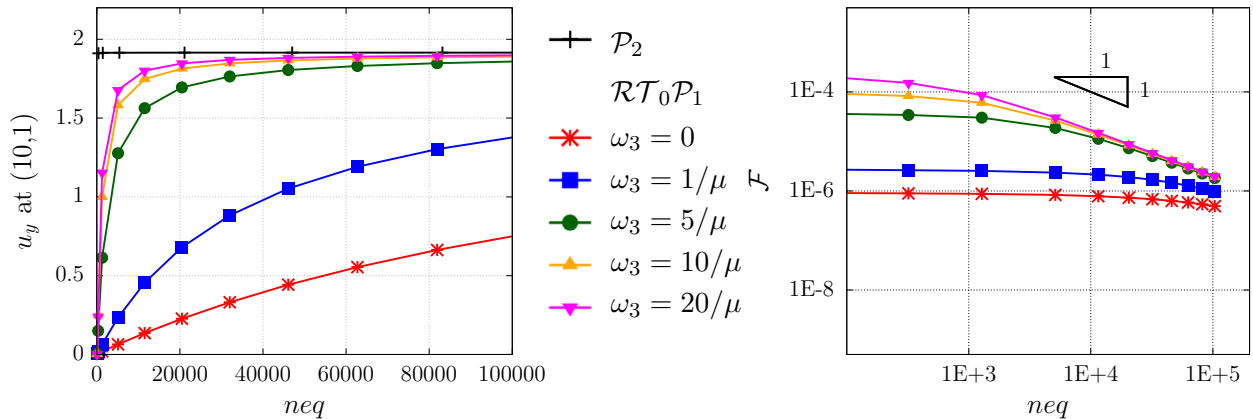 2
1.5
1
0.5
0
u_y at (10,1)
0 20000 40000 60000 80000 100000
neq
𝒫₂
ℛ𝒯₀𝒫₁
ω₃ = 0
ω₃ = 1/μ
ω₃ = 5/μ
ω₃ = 10/μ
ω₃ = 20/μ
1
1
1E-4
1E-6
1E-8
ℱ
1E+3 1E+4 1E+5
neq